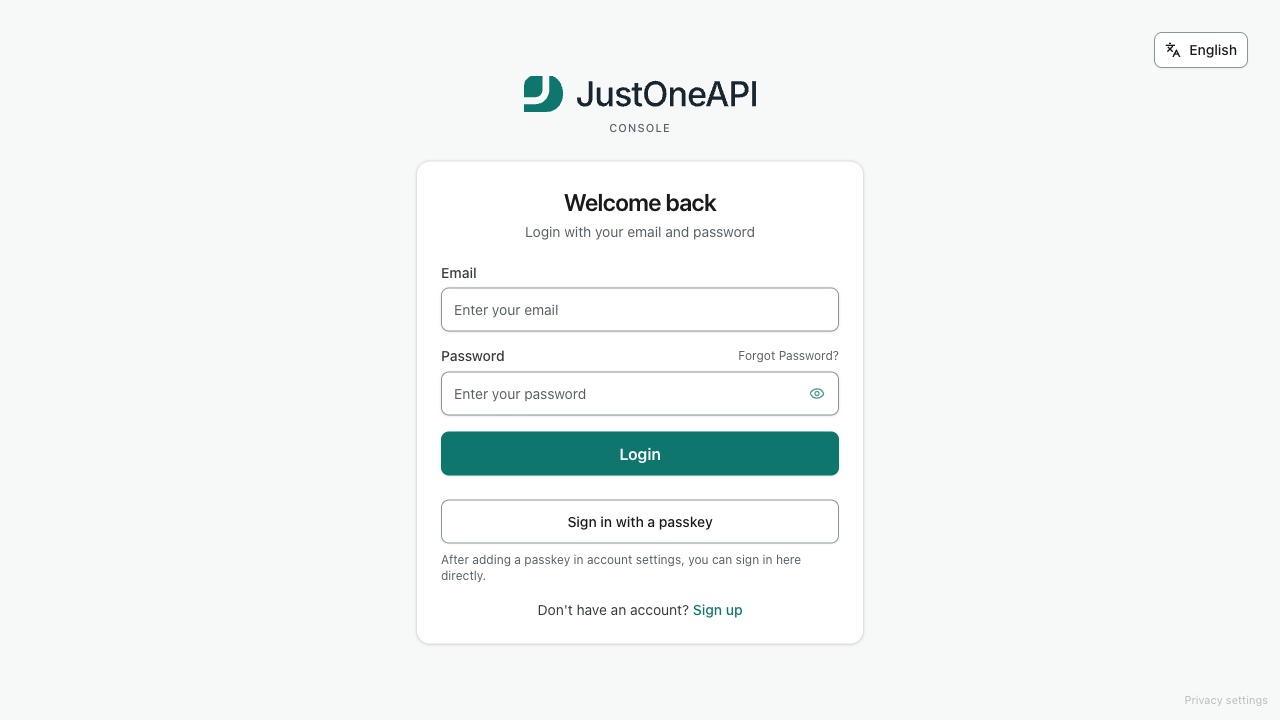 English
JustOneAPI
CONSOLE
Welcome back
Login with your email and password
Email
Enter your email
Password
Forgot Password?
Enter your password
Login
Sign in with a passkey
After adding a passkey in account settings, you can sign in here
directly.
Don't have an account? Sign up
Privacy settings